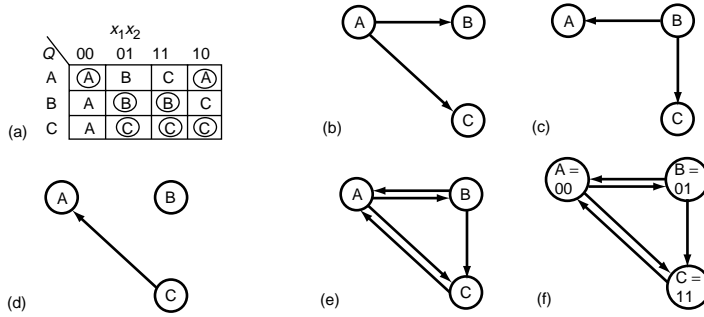 x1x2
Q 00 01 11 10
A A B C A
B A B B C
C A C C C
(a)
A B
C
(b)
A B
C
(c)
A B
C
(d)
A B
C
(e)
A = 00
B = 01
C = 11
(f)